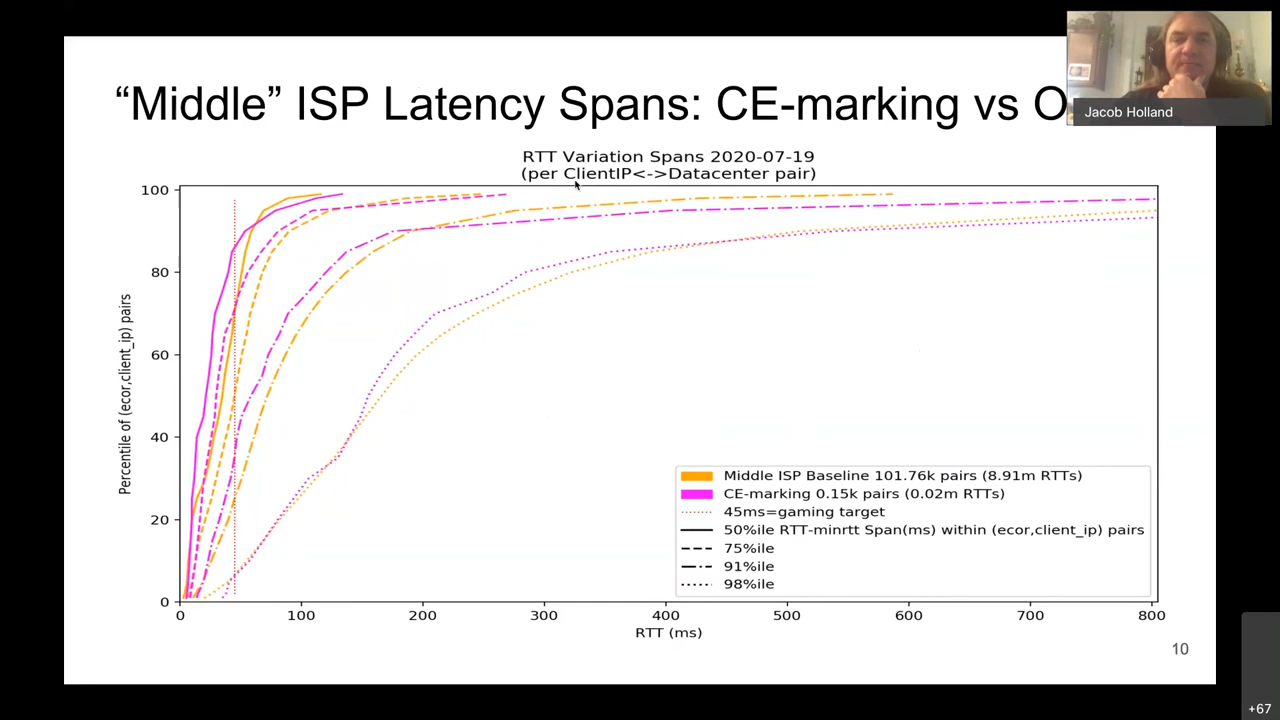 “Middle” ISP Latency Spans: CE-marking vs O
Jacob Holland
RTT Variation Spans 2020-07-19
(per ClientIP<->Datacenter pair)
100
80
60
40
20
0
Percentile of (ecor,client_ip) pairs
Middle ISP Baseline 101.76k pairs (8.91m RTTs)
CE-marking 0.15k pairs (0.02m RTTs)
45ms=gaming target
50%ile RTT-minrtt Span(ms) within (ecor,client_ip) pairs
75%ile
91%ile
98%ile
0 100 200 300 400 500 600 700 800
RTT (ms)
10
+67